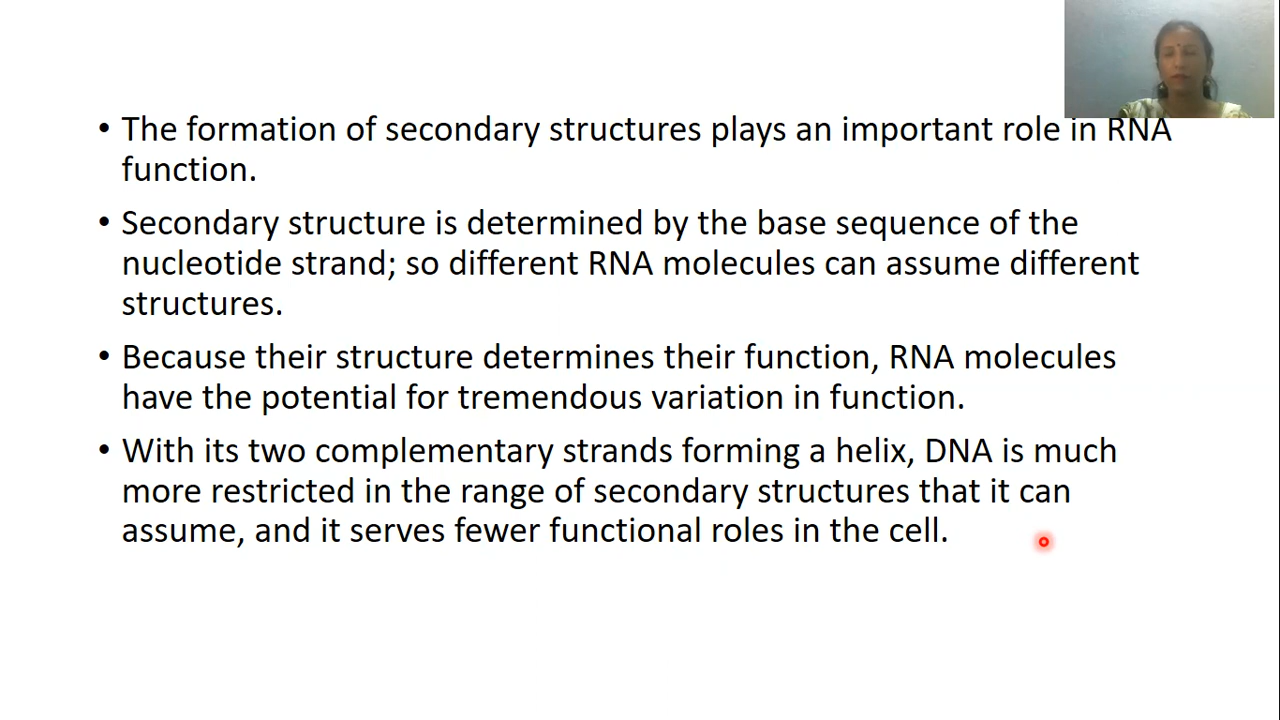 • The formation of secondary structures plays an important role in RNA
function.
• Secondary structure is determined by the base sequence of the
nucleotide strand; so different RNA molecules can assume different
structures.
• Because their structure determines their function, RNA molecules
have the potential for tremendous variation in function.
• With its two complementary strands forming a helix, DNA is much
more restricted in the range of secondary structures that it can
assume, and it serves fewer functional roles in the cell.